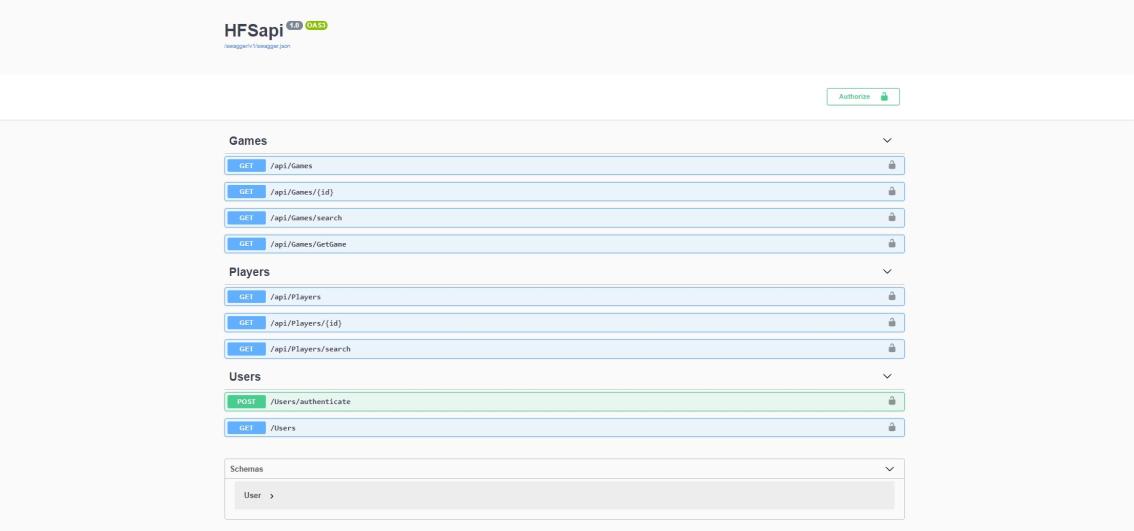 HFSapi 1.0 OAS3
/swagger/v1/swagger.json
Authorize
Games
GET /api/Games
GET /api/Games/{id}
GET /api/Games/search
GET /api/Games/GetGame
Players
GET /api/Players
GET /api/Players/{id}
GET /api/Players/search
Users
POST /Users/authenticate
GET /Users
Schemas
User